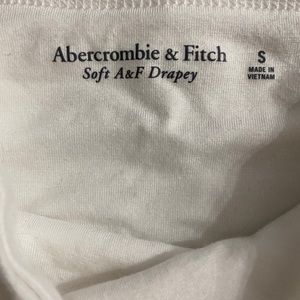 Abercrombie & Fitch
Soft A&F Drapey
S
MADE IN
VIETNAM